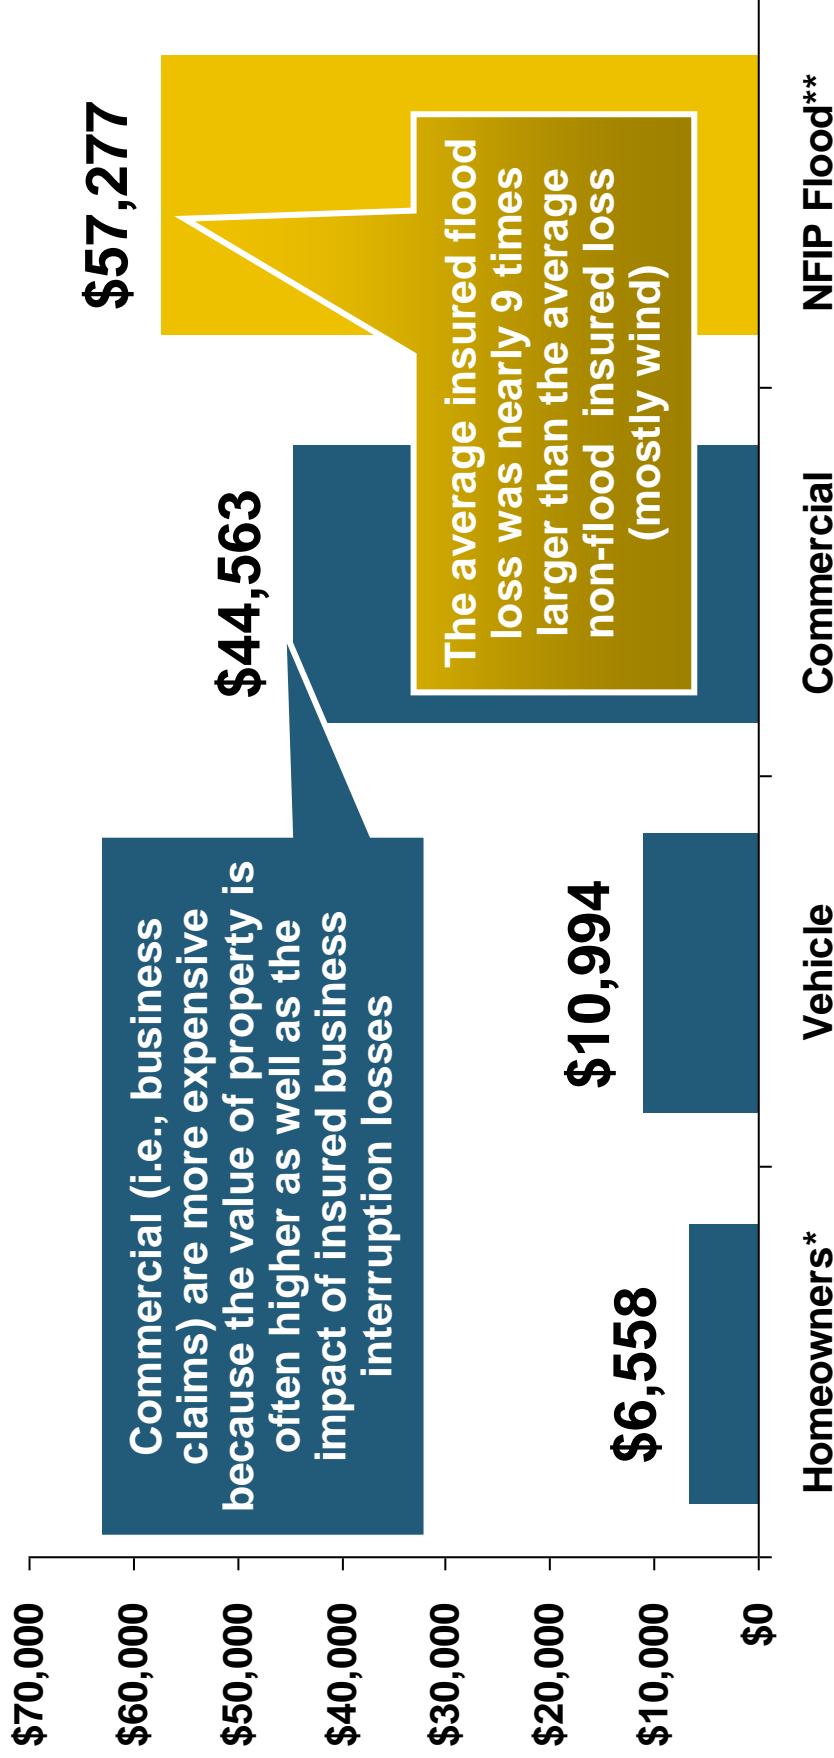 $70,000
$60,000
$50,000
$40,000
$30,000
$20,000
$10,000
$0
Commercial (i.e., business
claims) are more expensive
because the value of property is
often higher as well as the
impact of insured business
interruption losses
$6,558
$10,994
$44,563
$57,277
The average insured flood
loss was nearly 9 times
larger than the average
non-flood insured loss
(mostly wind)
Homeowners*
Vehicle
Commercial
NFIP Flood**